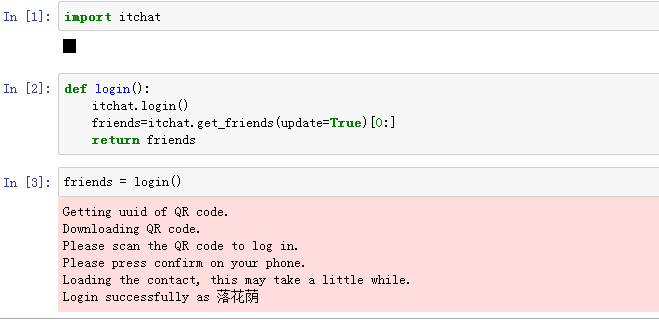 In [1]: import itchat
In [2]: def login():
itchat.login()
friends=itchat.get_friends(update=True)[0:]
return friends
In [3]: friends = login()
Getting uuid of QR code.
Downloading QR code.
Please scan the QR code to log in.
Please press confirm on your phone.
Loading the contact, this may take a little while.
Login successfully as 落花荫